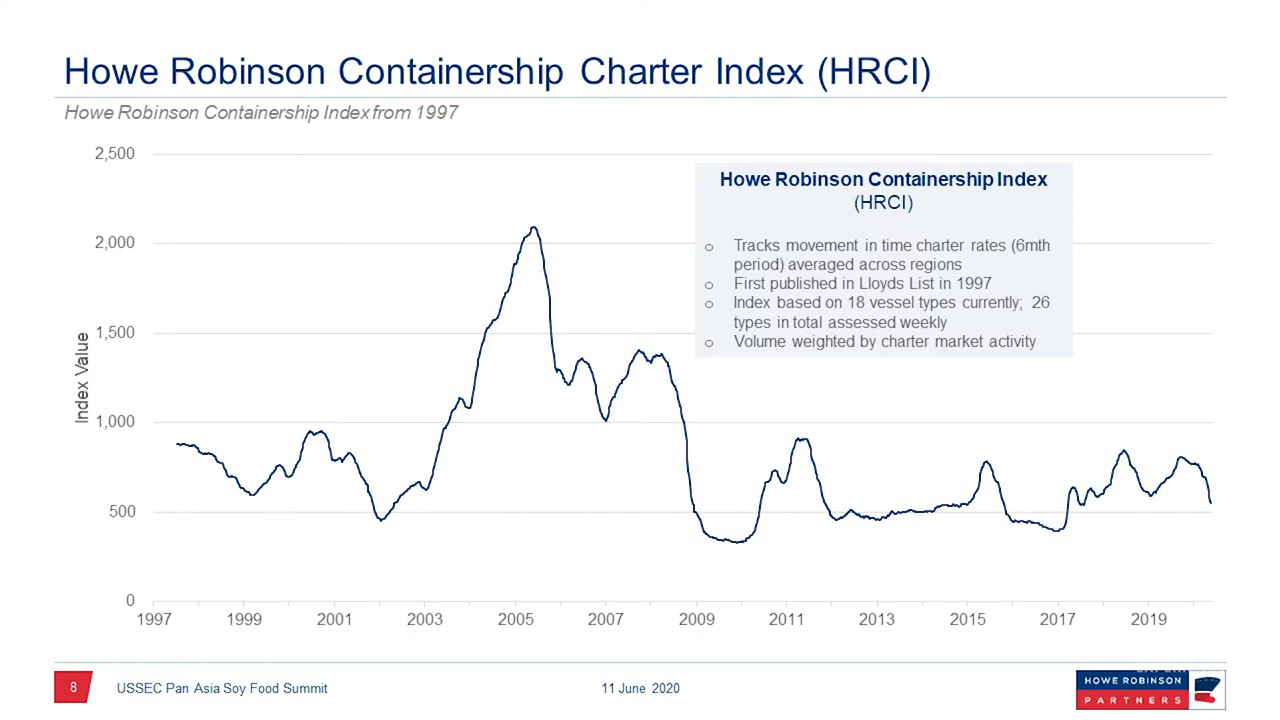 Howe Robinson Containership Charter Index (HRCI)
Howe Robinson Containership Index from 1997
2,500
2,000
1,500
1,000
500
0
Index Value
Howe Robinson Containership Index
(HRCI)
o Tracks movement in time charter rates (6mth
period) averaged across regions
o First published in Lloyds List in 1997
o Index based on 18 vessel types currently; 26
types in total assessed weekly
o Volume weighted by charter market activity
1997 1999 2001 2003 2005 2007 2009 2011 2013 2015 2017 2019
8 USSEC Pan Asia Soy Food Summit 11 June 2020
HOWE ROBINSON
PARTNERS